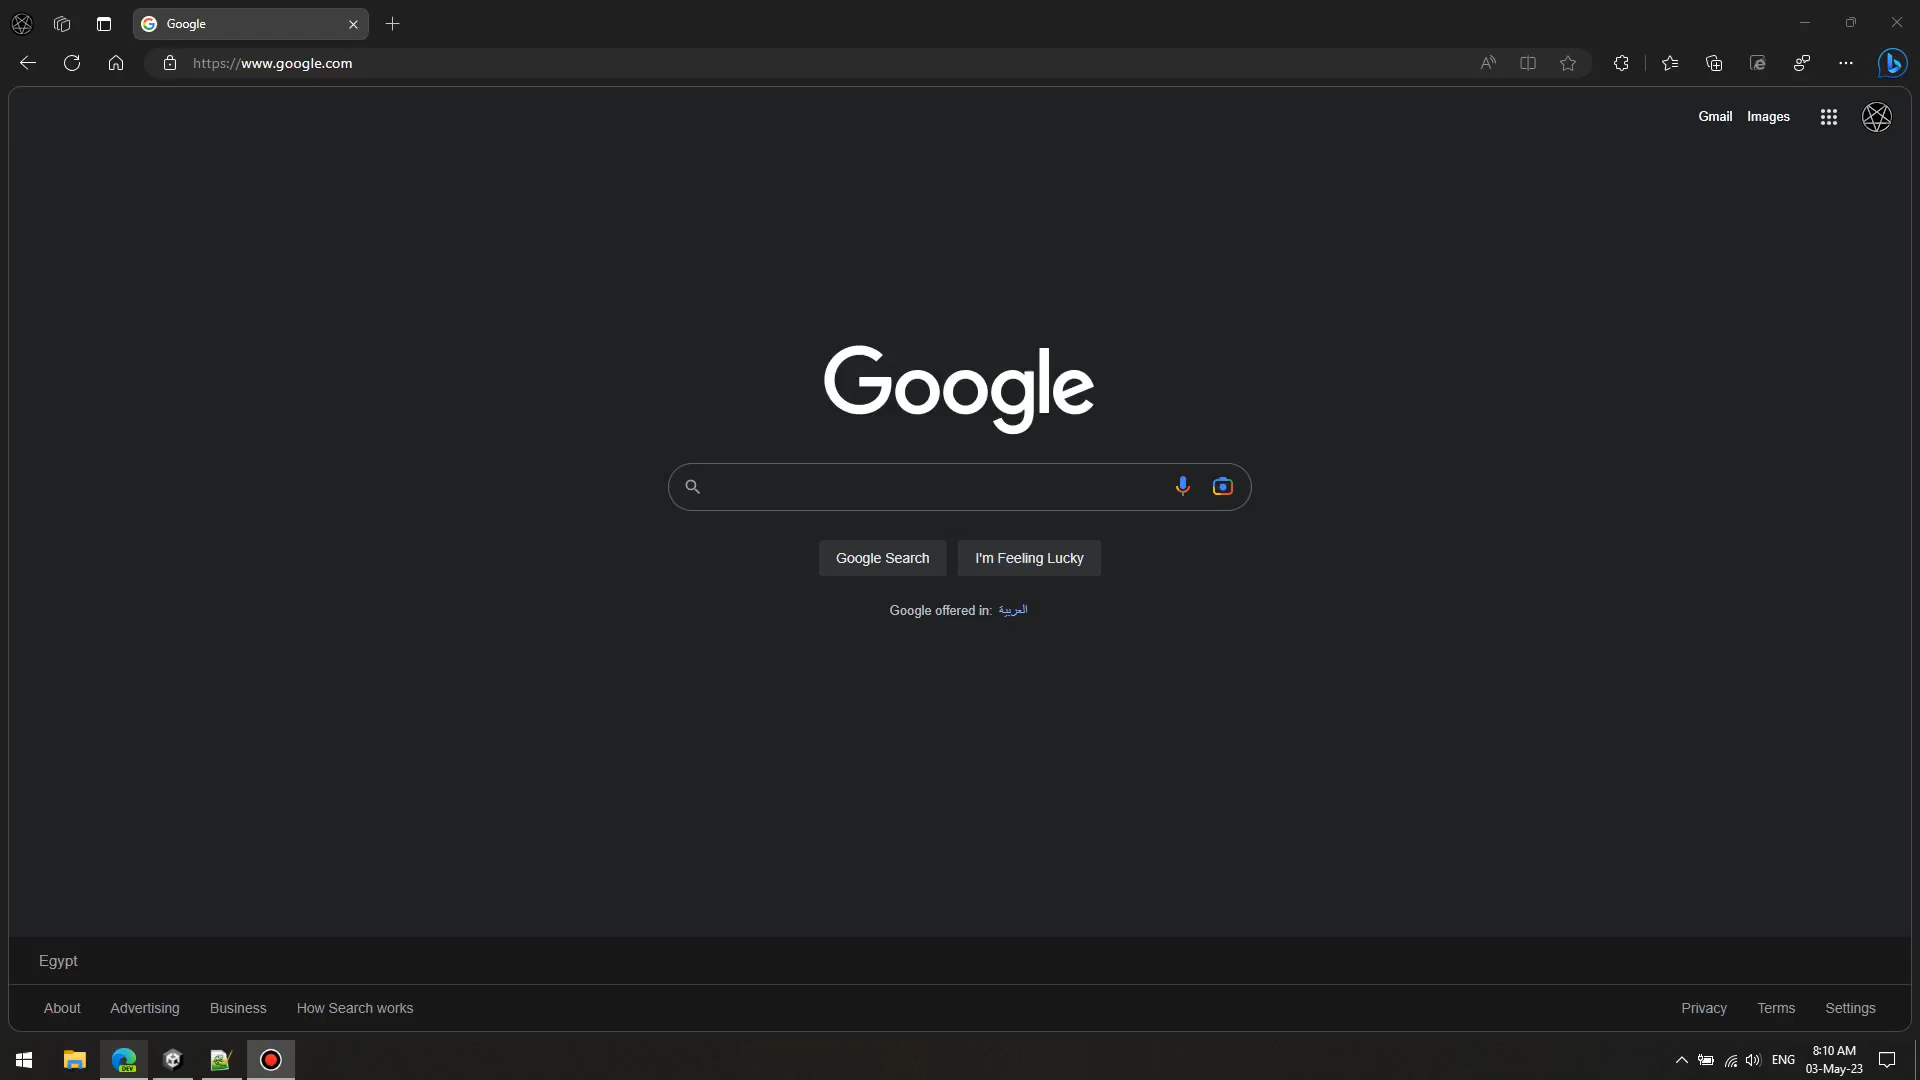 Google
https://www.google.com
Gmail Images
Google
Google Search I'm Feeling Lucky
Google offered in: العربية
Egypt
About Advertising Business How Search works
Privacy Terms Settings
DEV
ENG
8:10 AM
03-May-23